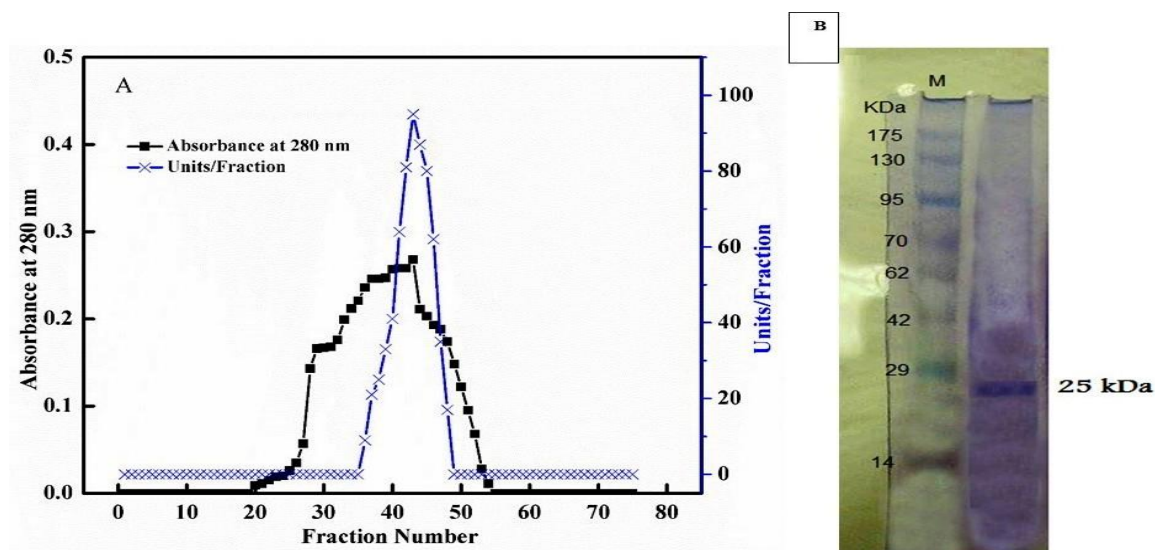 A
Absorbance at 280 nm
Units/Fraction
Absorbance at 280 nm
0.5
0.4
0.3
0.2
0.1
0.0
100
80
60
40
20
0
Units/Fraction
0 10 20 30 40 50 60 70 80
Fraction Number
B
M
KDa
175
130
95
70
62
42
29
25 kDa
14